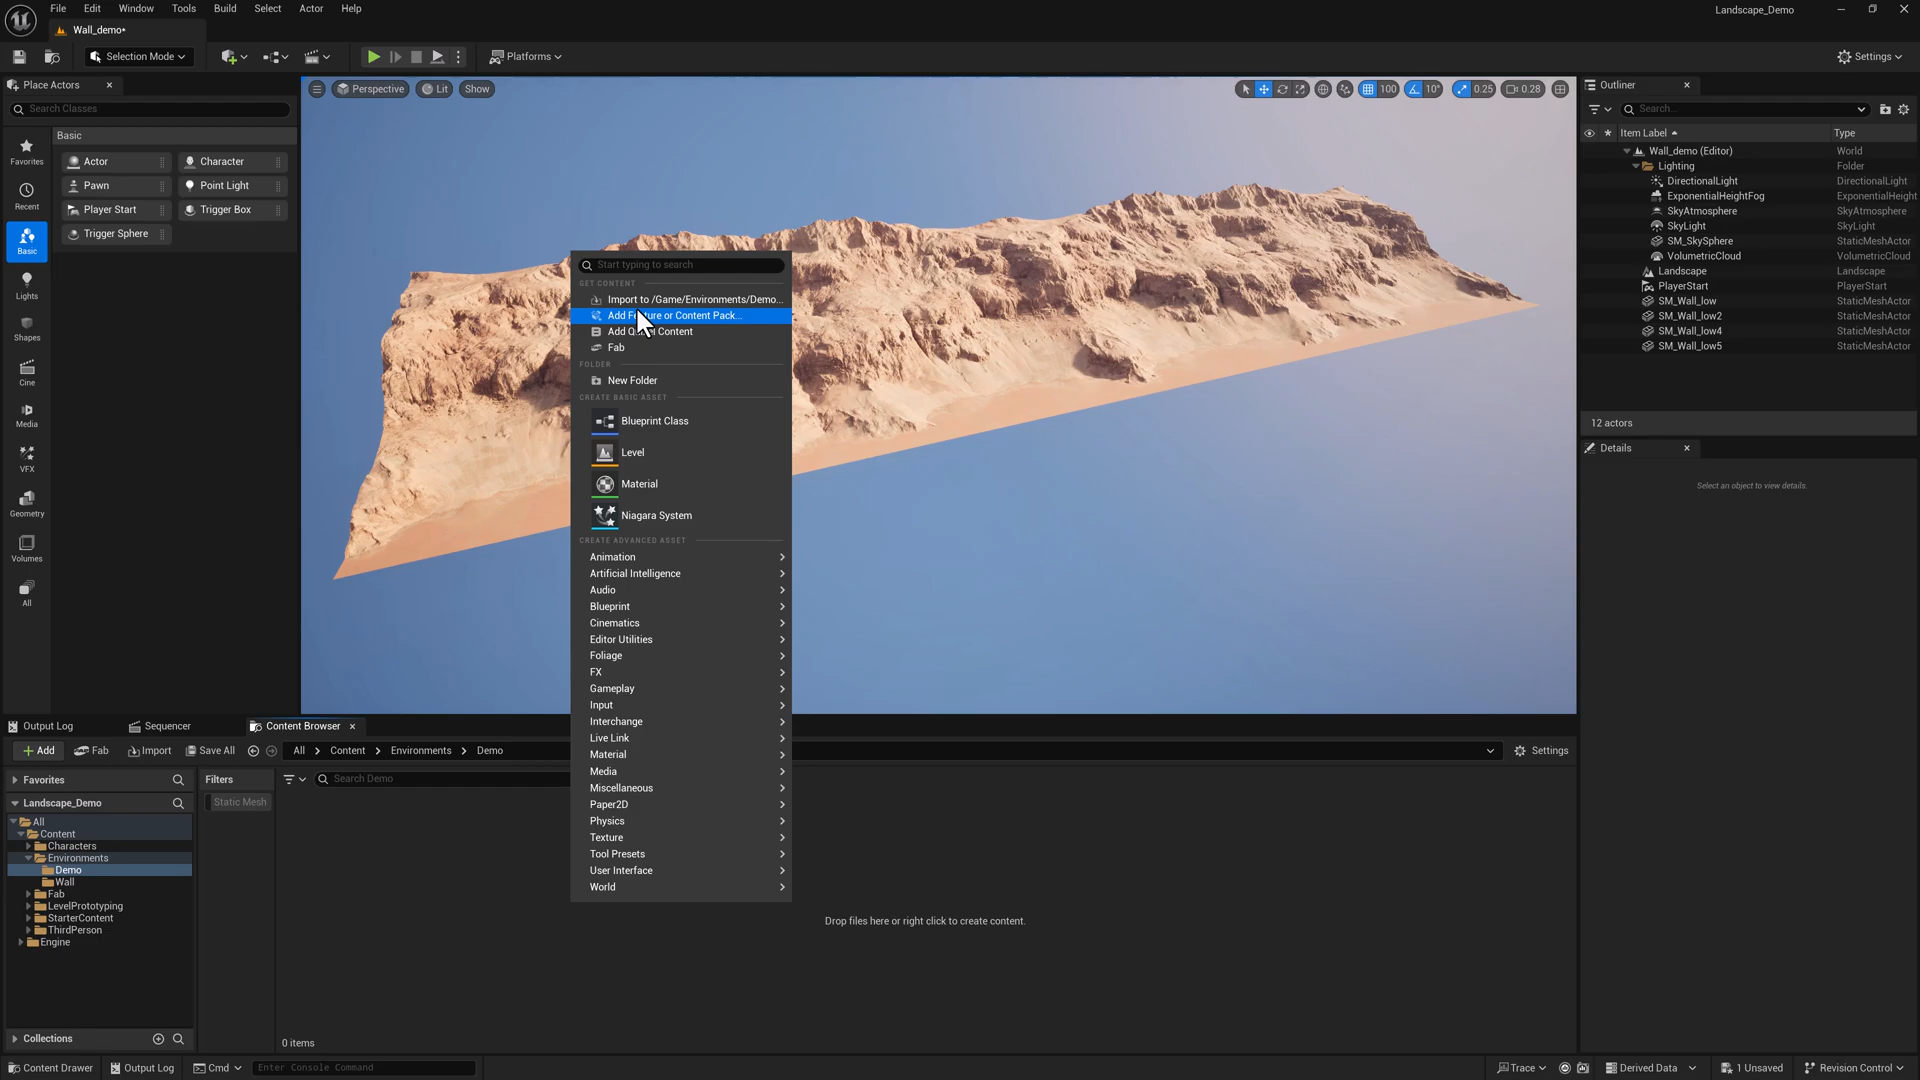 File Edit Window Tools Build Select Actor Help
Landscape_Demo
Wall_demo•
Selection Mode
Platforms
Settings
Place Actors
Search Classes
Basic
Favorites
Recent
Basic
Lights
Shapes
Cine
Media
VFX
Geometry
Volumes
All
Actor Character
Pawn Point Light
Player Start Trigger Box
Trigger Sphere
Perspective Lit Show
100 10° 0.25 0.28
Start typing to search
GET CONTENT
Import to /Game/Environments/Demo...
Add Feature or Content Pack...
Content
Fab
FOLDER
New Folder
CREATE BASIC ASSET
Blueprint Class
Level
Material
Niagara System
CREATE ADVANCED ASSET
Animation
Artificial Intelligence
Audio
Blueprint
Cinematics
Editor Utilities
Foliage
FX
Gameplay
Input
Interchange
Live Link
Material
Media
Miscellaneous
Paper2D
Physics
Texture
Tool Presets
User Interface
World
Outliner
Search...
Item Label Type
Wall_demo (Editor) World
Lighting Folder
DirectionalLight DirectionalLight
ExponentialHeightFog ExponentialHeight
SkyAtmosphere SkyAtmosphere
SkyLight SkyLight
SM_SkySphere StaticMeshActor
VolumetricCloud VolumetricCloud
Landscape Landscape
PlayerStart PlayerStart
SM_Wall_low StaticMeshActor
SM_Wall_low2 StaticMeshActor
SM_Wall_low4 StaticMeshActor
SM_Wall_low5 StaticMeshActor
12 actors
Details
Select an object to view details.
Output Log Sequencer Content Browser
Add Fab Import Save All All Content Environments Demo Settings
Favorites
Landscape_Demo
All
Content
Characters
Environments
Demo
Wall
Fab
LevelPrototyping
StarterContent
ThirdPerson
Engine
Collections
Filters
Static Mesh
Search Demo
Drop files here or right click to create content.
0 items
Content Drawer Output Log Cmd Enter Console Command
Trace Derived Data 1 Unsaved Revision Control